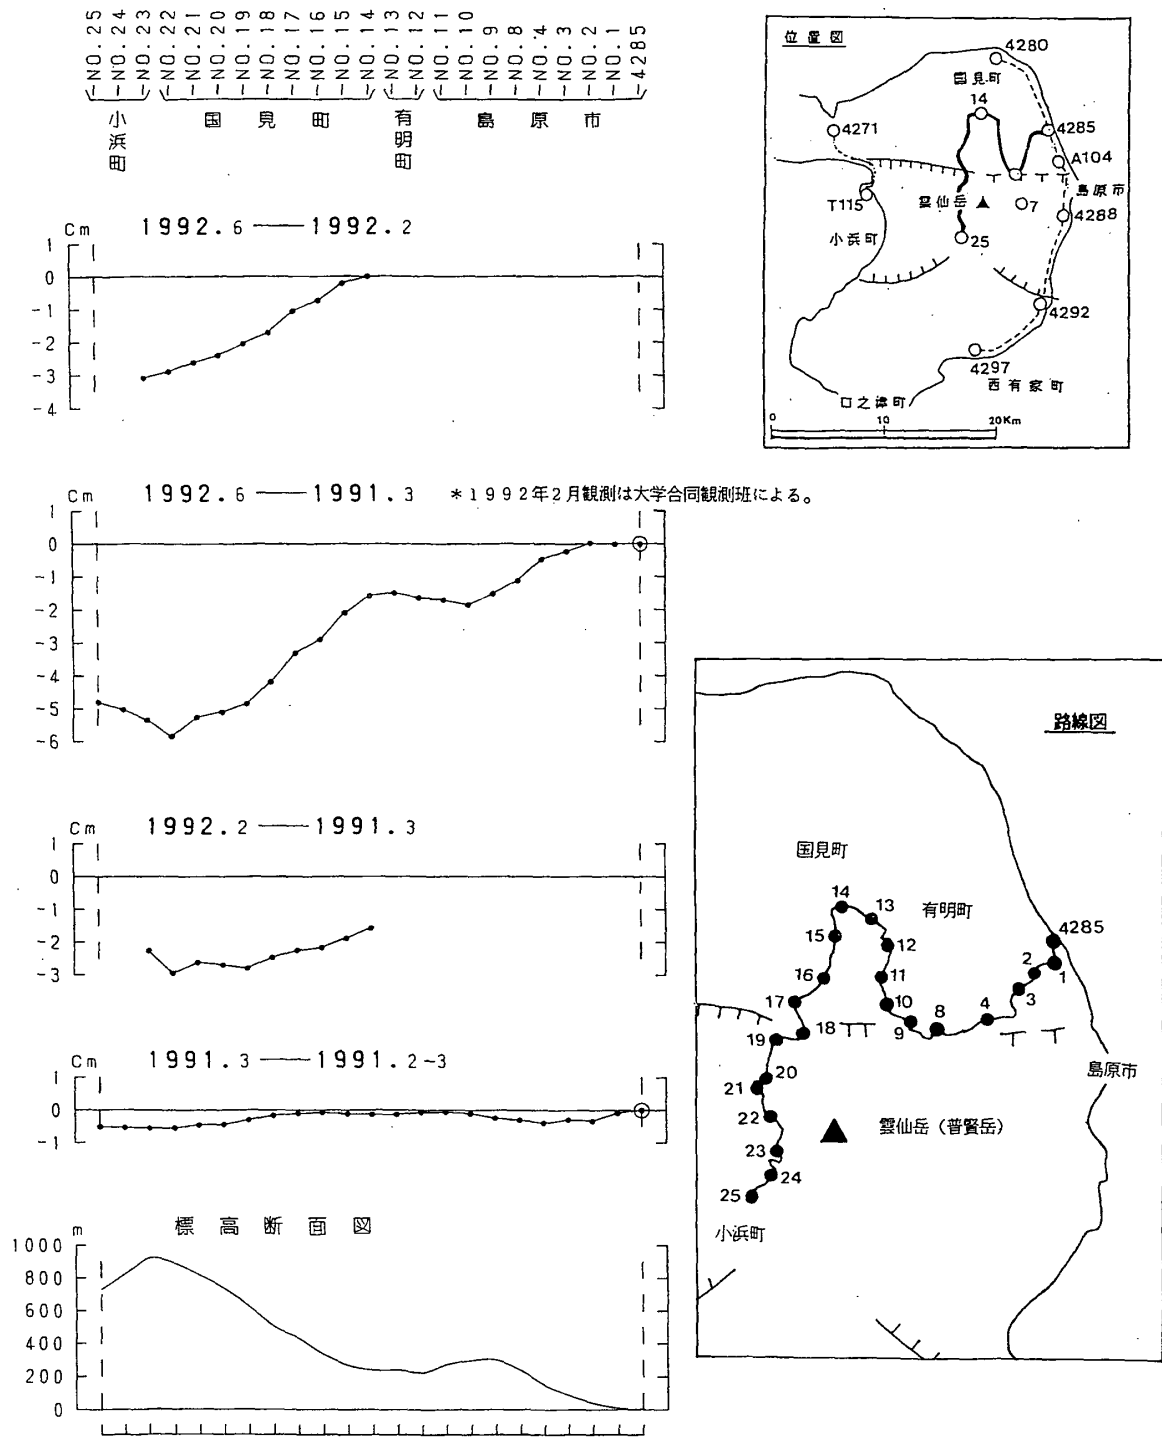 NO.25
NO.24
NO.23
NO.22
NO.21
NO.20
NO.19
NO.18
NO.17
NO.16
NO.15
NO.14
NO.13
NO.12
NO.11
NO.10
NO.9
NO.8
NO.4
NO.3
NO.2
NO.1
4285
小浜町
国見町
有明町
島原市
Cm 1992.6——1992.2
1
0
-1
-2
-3
-4
Cm 1992.6——1991.3 *1992年2月観測は大学合同観測班による。
1
0
-1
-2
-3
-4
-5
-6
Cm 1992.2——1991.3
1
0
-1
-2
-3
Cm 1991.3——1991.2-3
1
0
-1
m 標高断面図
1000
800
600
400
200
0
位置図
4280
国見町
14
4271
4285
A104
島原市
T115
雲仙岳
7
4288
小浜町
25
4292
4297
西有家町
口之津町
0
10
20Km
路線図
国見町
14
13
有明町
15
12
4285
16
11
2
1
17
10
3
8
4
18
9
19
20
島原市
21
22
雲仙岳(普賢岳)
23
24
25
小浜町